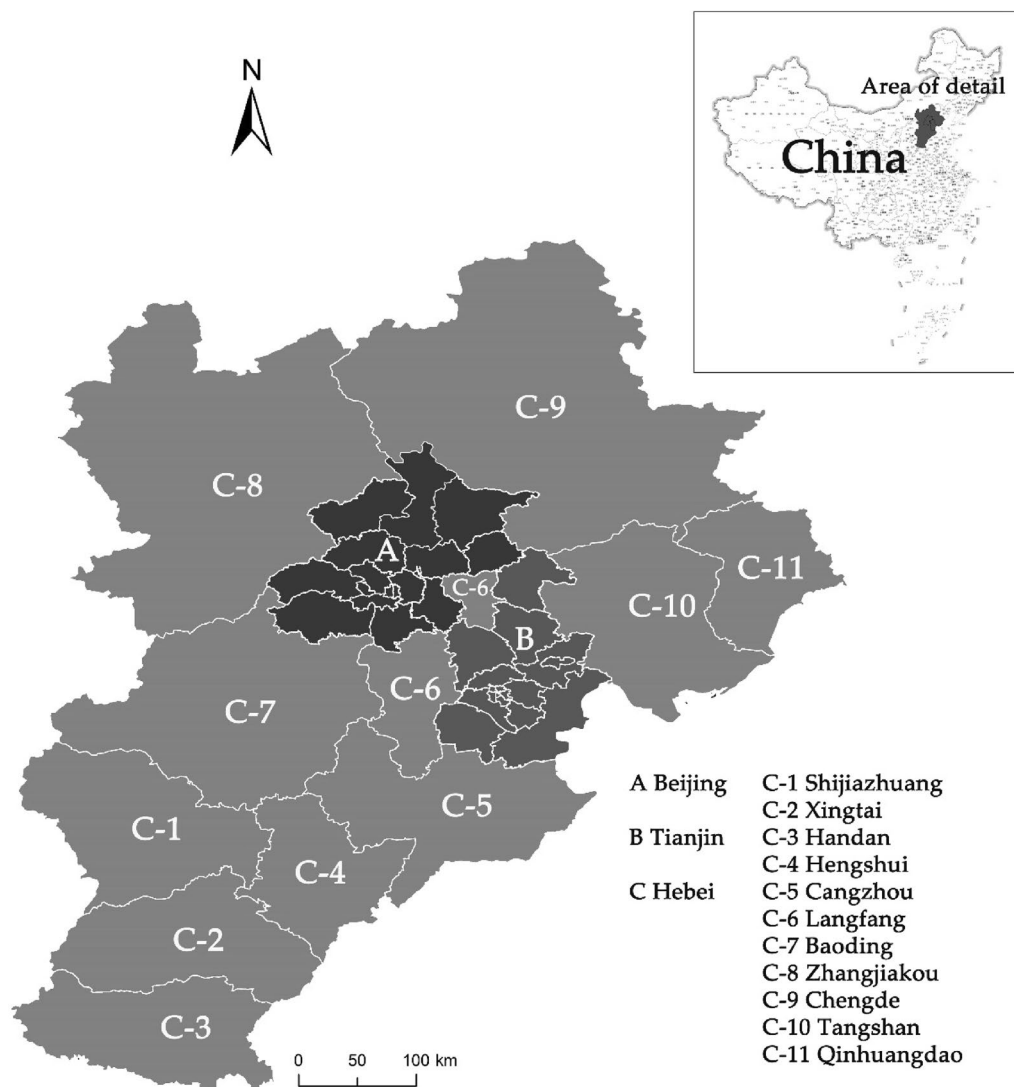 N
Area of detail
China
C-9
C-8
A
C-6
C-11
C-10
B
C-6
C-7
C-5
C-1
C-4
C-2
C-3
A Beijing
B Tianjin
C Hebei
C-1 Shijiazhuang
C-2 Xingtai
C-3 Handan
C-4 Hengshui
C-5 Cangzhou
C-6 Langfang
C-7 Baoding
C-8 Zhangjiakou
C-9 Chengde
C-10 Tangshan
C-11 Qinhuangdao
0 50 100 km